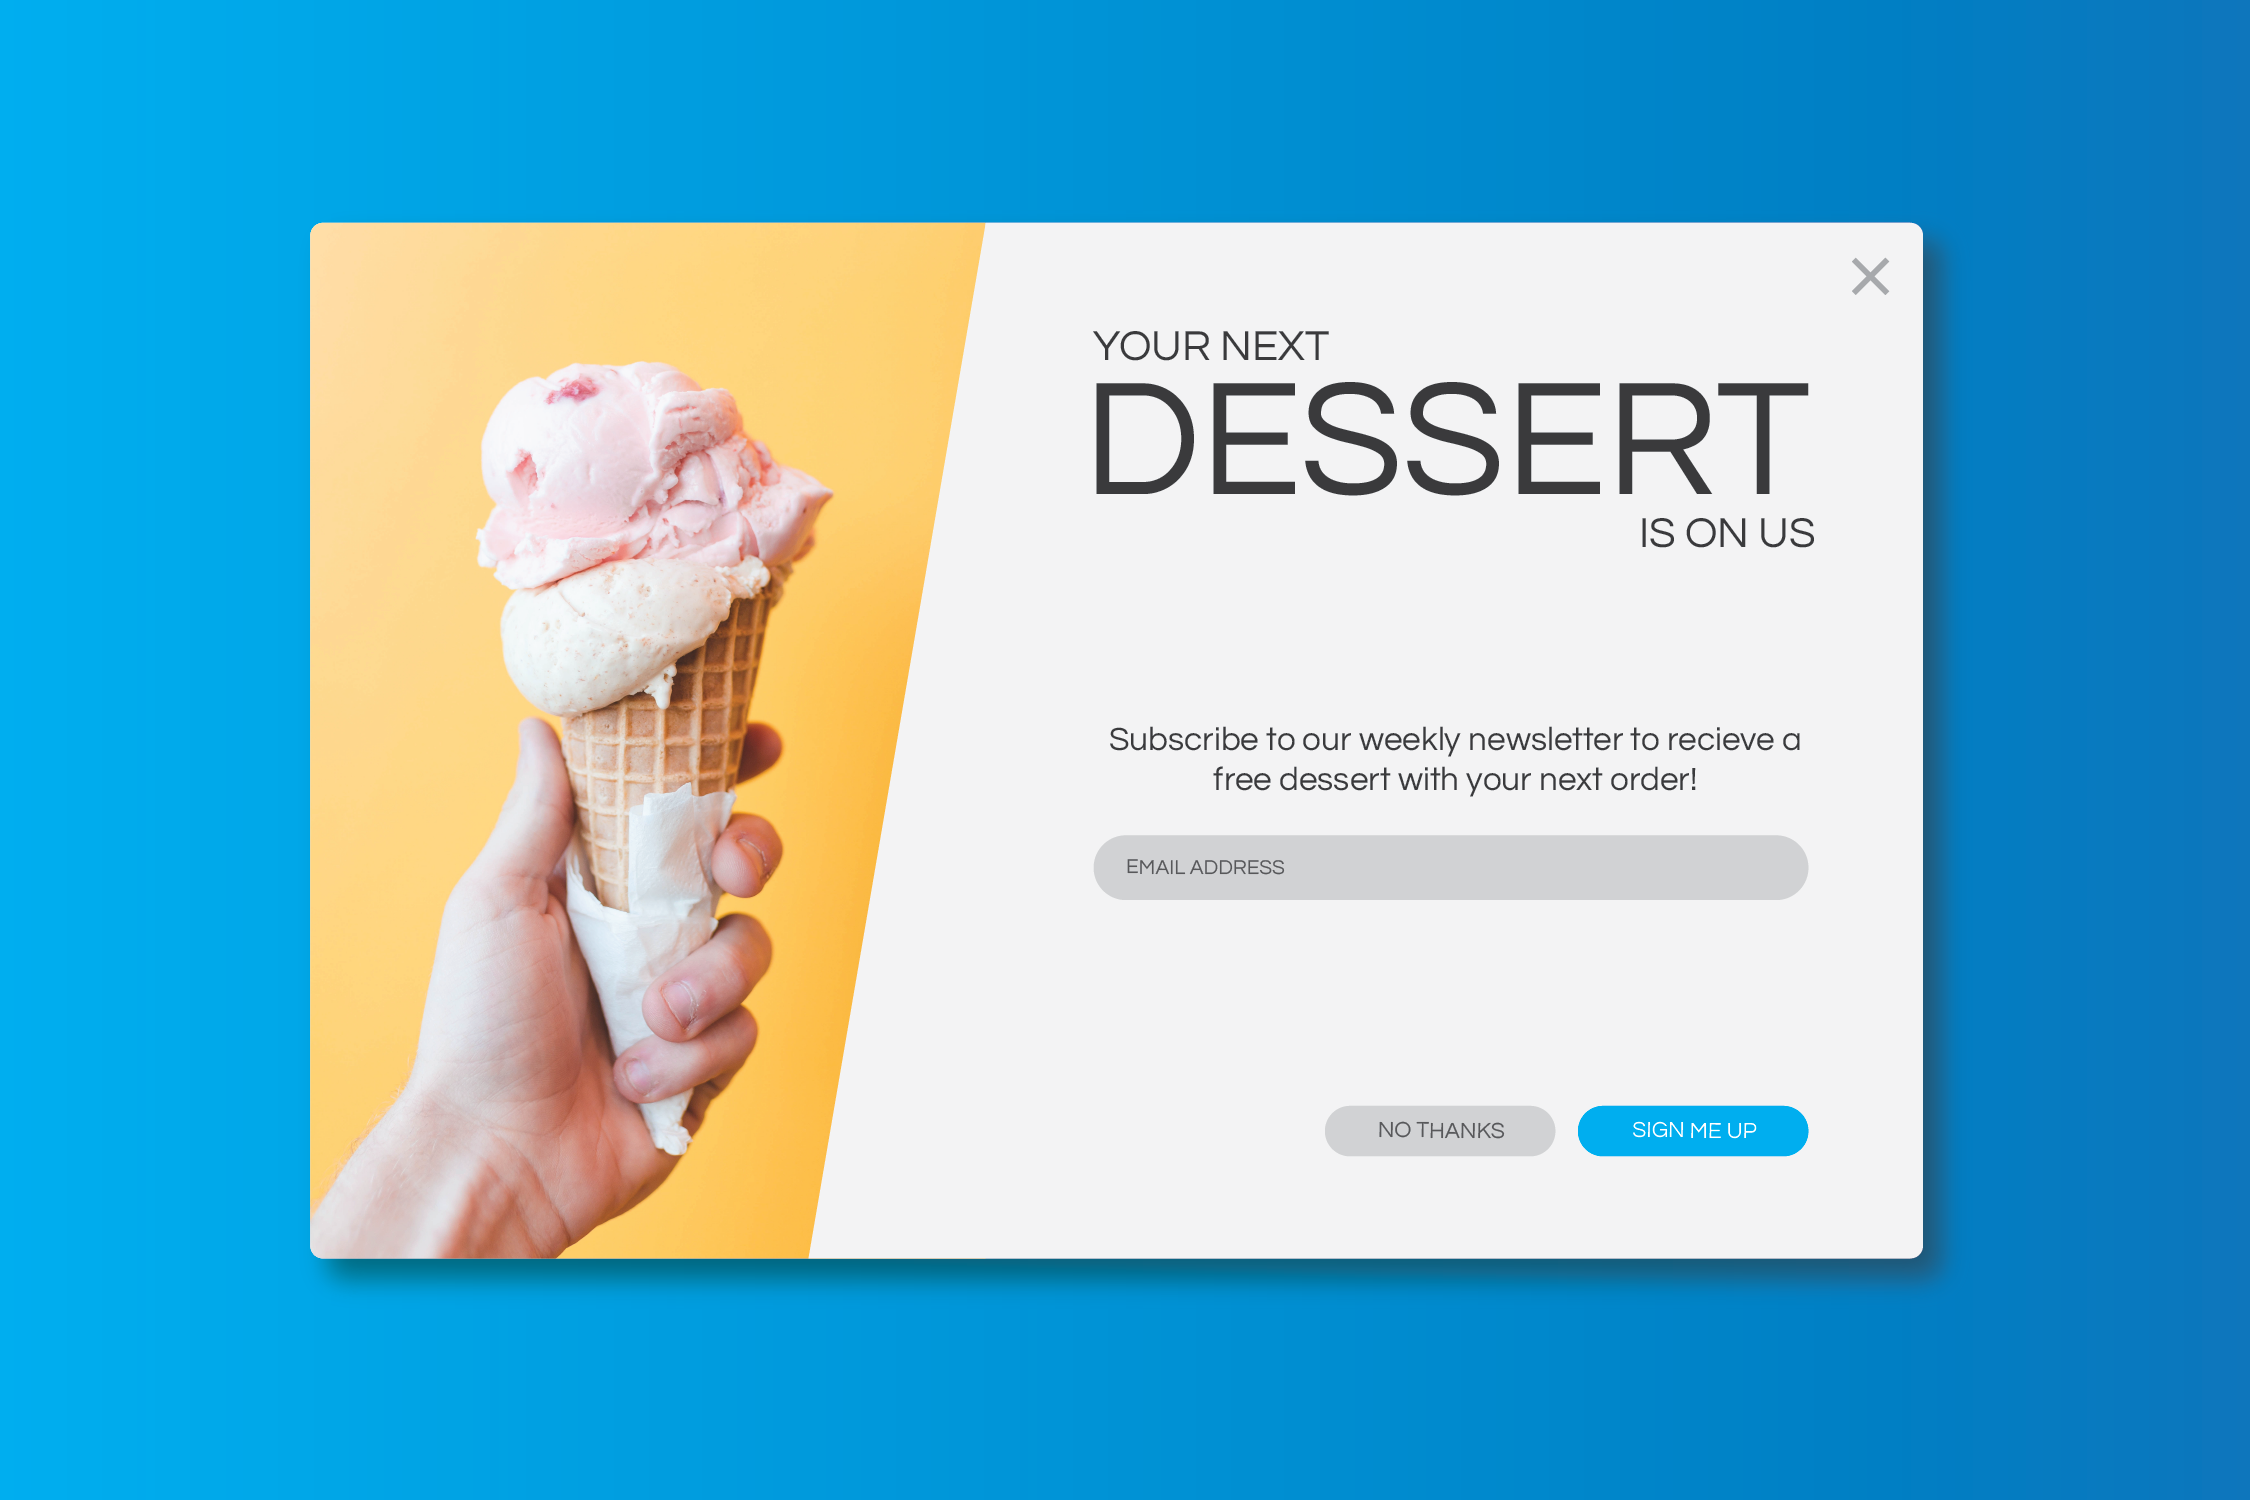 YOUR NEXT
DESSERT
IS ON US
Subscribe to our weekly newsletter to recieve a
free dessert with your next order!
EMAIL ADDRESS
NO THANKS
SIGN ME UP